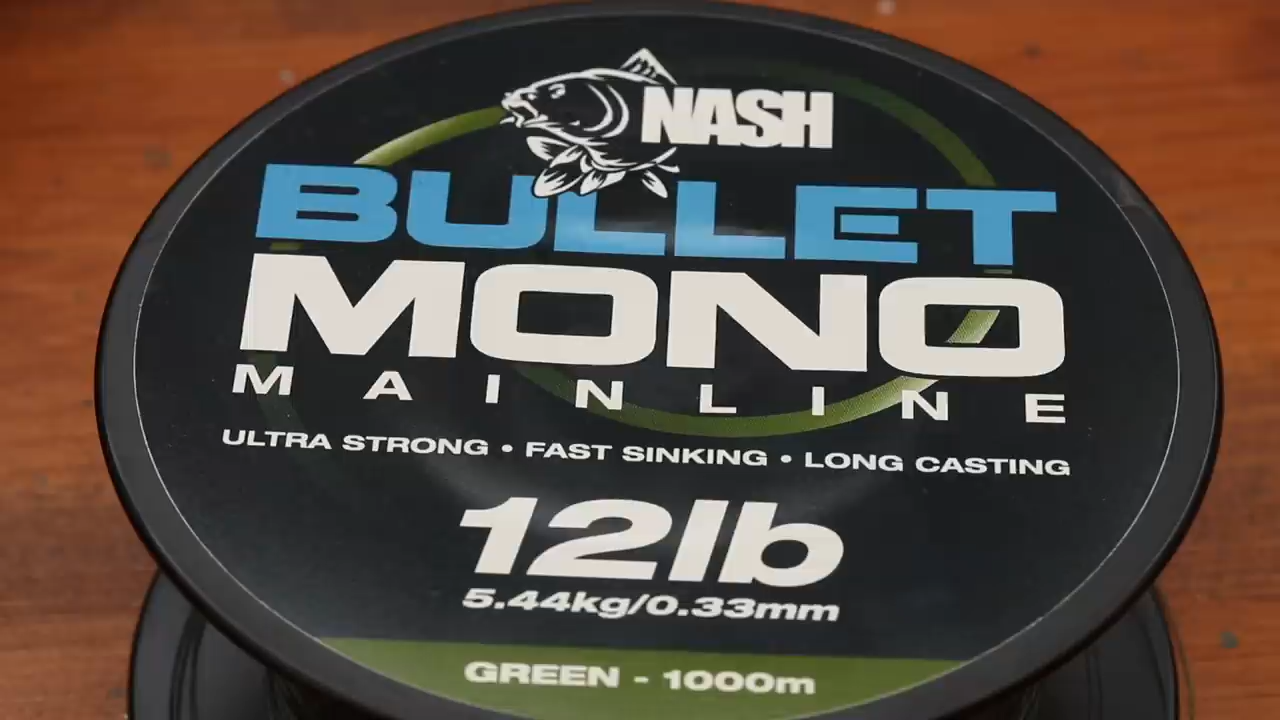 NASH
BULLET
MONO
MAINLINE
ULTRA STRONG • FAST SINKING • LONG CASTING
12lb
5.44kg/0.33mm
GREEN - 1000m